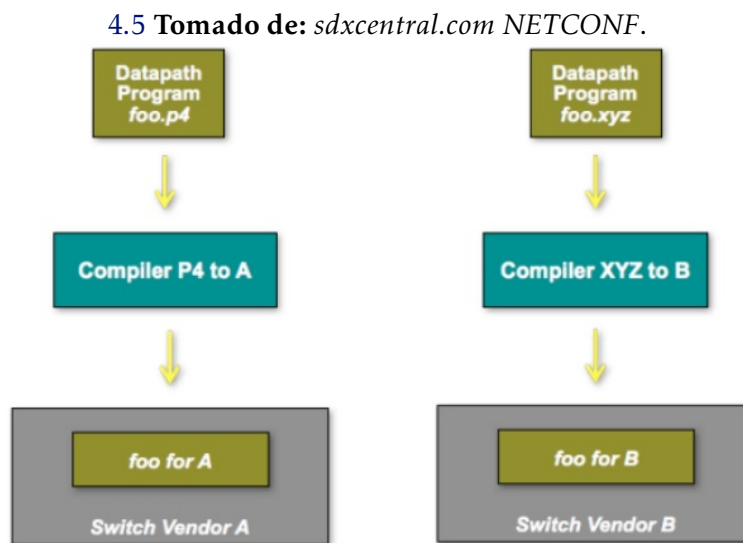 4.5 Tomado de: sdxcentral.com NETCONF.
Datapath
Program
foo.p4
Compiler P4 to A
foo for A
Switch Vendor A
Datapath
Program
foo.xyz
Compiler XYZ to B
foo for B
Switch Vendor B